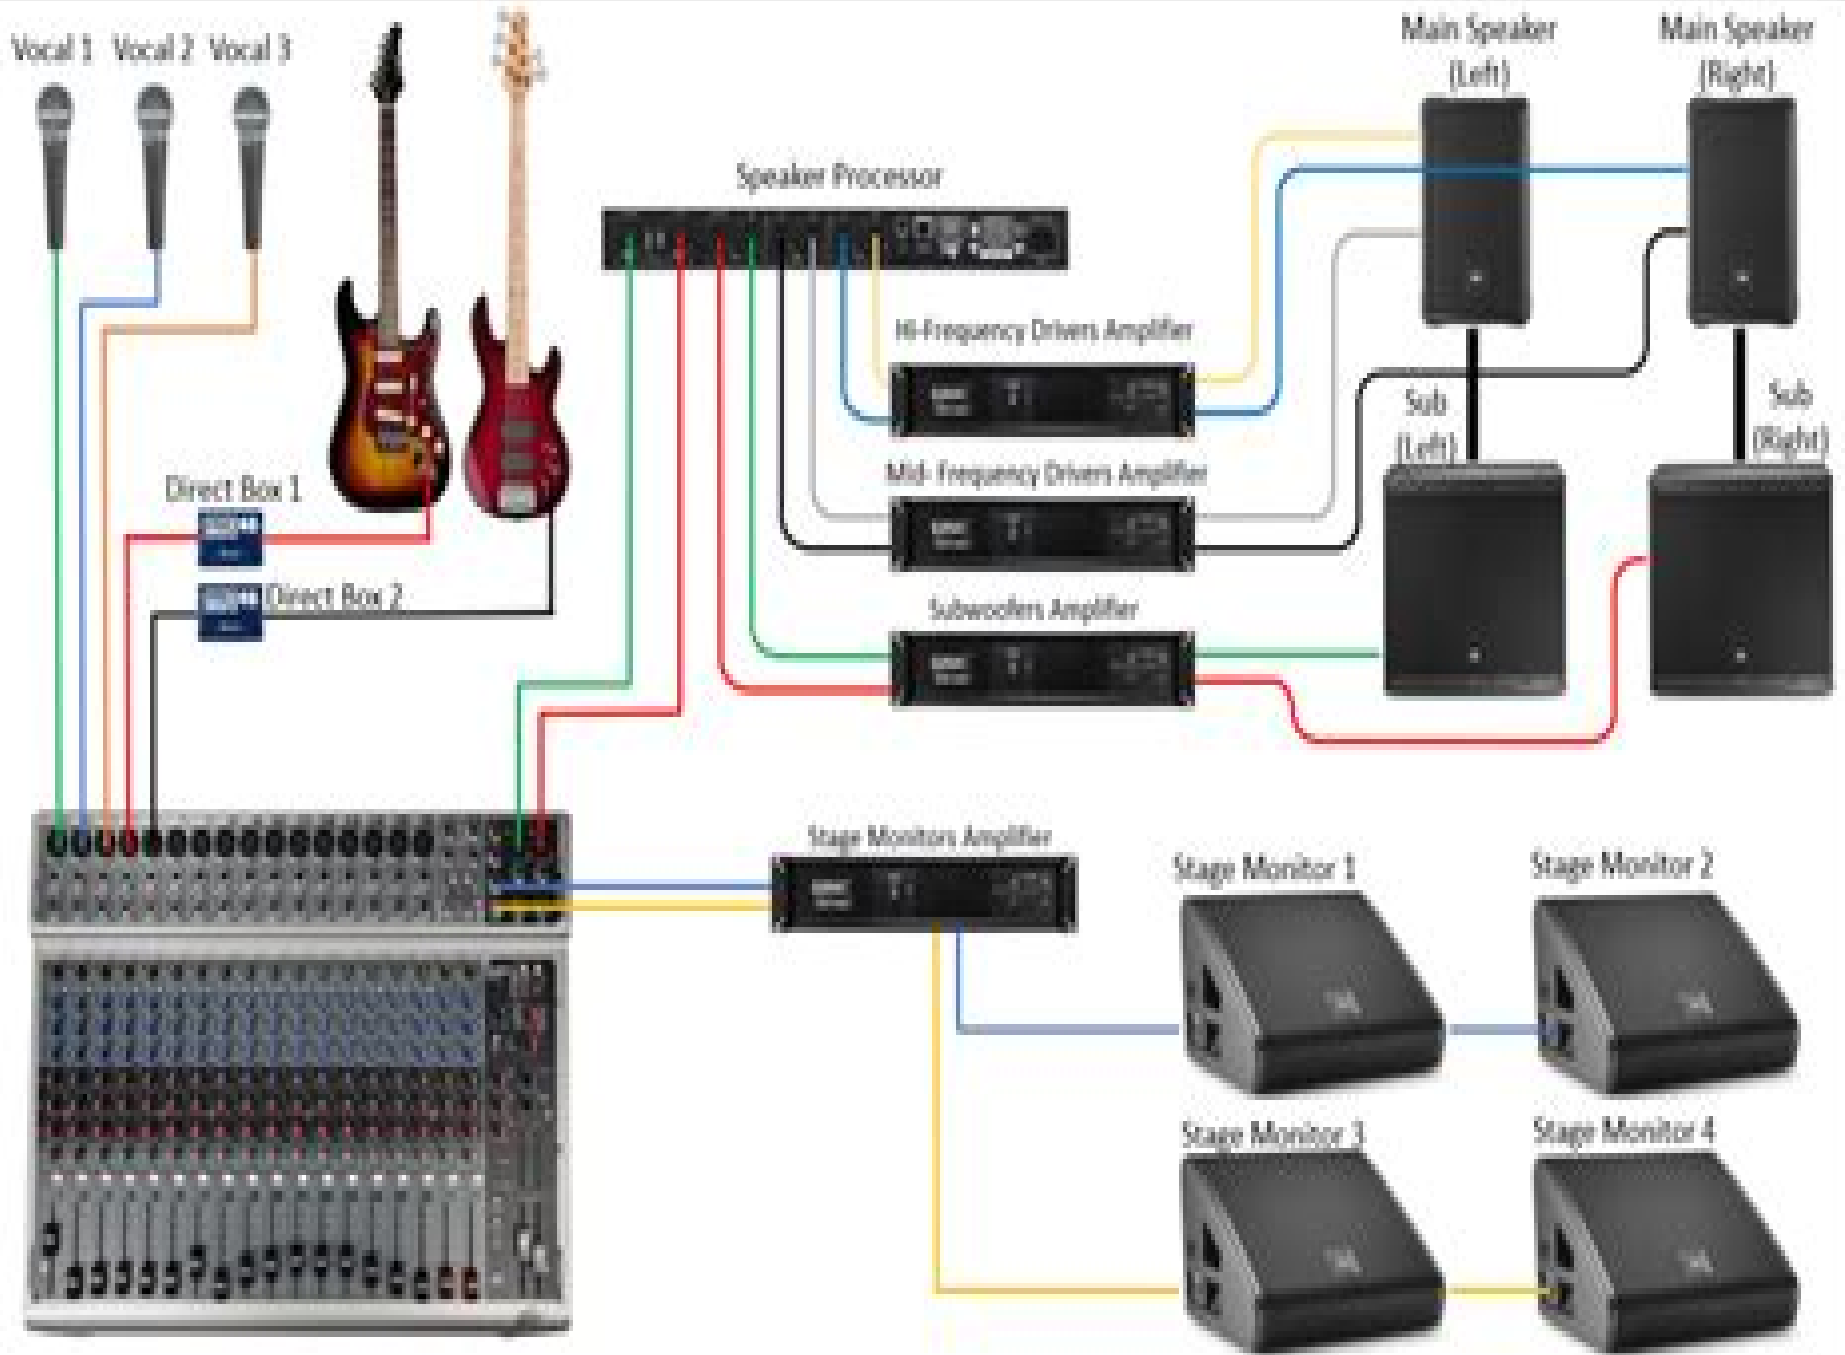 Vocal 1
Vocal 2
Vocal 3
Main Speaker
(Left)
Main Speaker
(Right)
Speaker Processor
Hi-Frequency Drivers Amplifier
Sub
(Left)
Sub
(Right)
Mid- Frequency Drivers Amplifier
Direct Box 1
Direct Box 2
Subwoofers Amplifier
Stage Monitors Amplifier
Stage Monitor 1
Stage Monitor 2
Stage Monitor 3
Stage Monitor 4